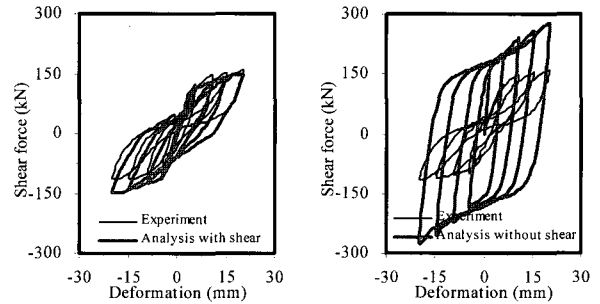 300
150
0
-150
-300
Shear force (kN)
Experiment
Analysis with shear
-30 -15 0 15 30
Deformation (mm)
300
150
0
-150
-300
Shear force (kN)
Experiment
Analysis without shear
-30 -15 0 15 30
Deformation (mm)